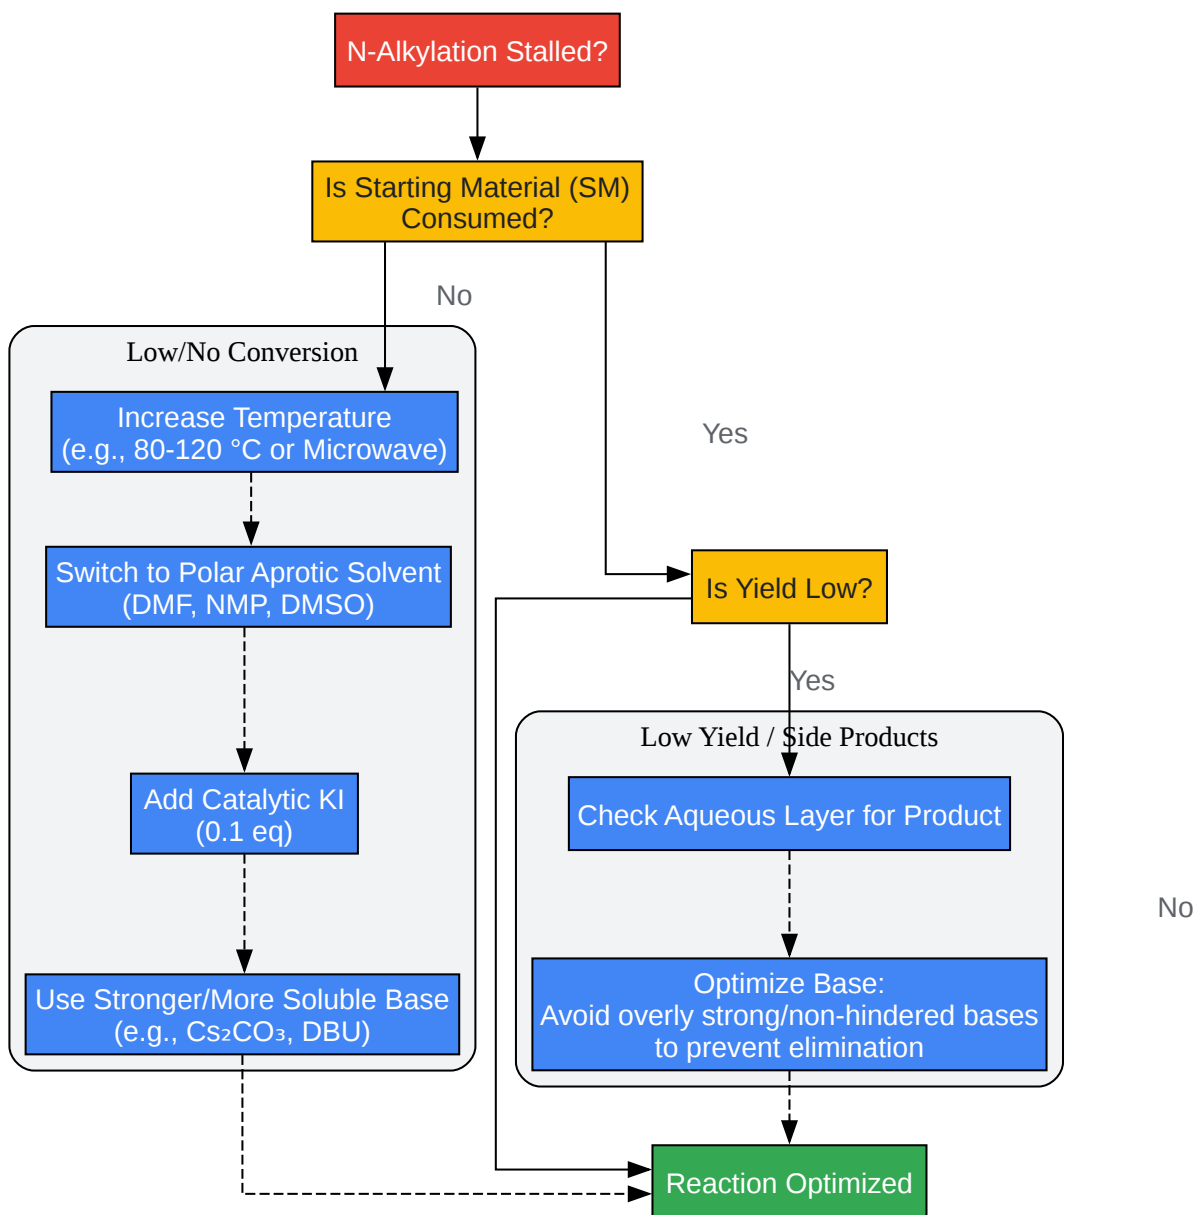 N-Alkylation Stalled?
Is Starting Material (SM)
Consumed?
No
Low/No Conversion
Increase Temperature
(e.g., 80-120 °C or Microwave)
Yes
Switch to Polar Aprotic Solvent
(DMF, NMP, DMSO)
Is Yield Low?
Yes
Low Yield / Side Products
Add Catalytic KI
(0.1 eq)
Check Aqueous Layer for Product
No
Use Stronger/More Soluble Base
(e.g., Cs₂CO₃, DBU)
Optimize Base:
Avoid overly strong/non-hindered bases
to prevent elimination
Reaction Optimized